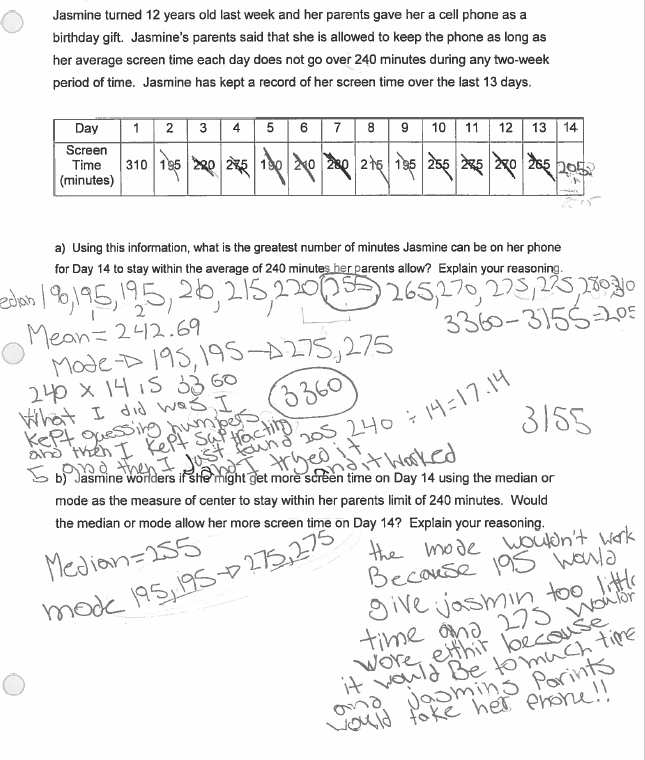 Jasmine turned 12 years old last week and her parents gave her a cell phone as a
birthday gift. Jasmine's parents said that she is allowed to keep the phone as long as
her average screen time each day does not go over 240 minutes during any two-week
period of time. Jasmine has kept a record of her screen time over the last 13 days.
Day 1 2 3 4 5 6 7 8 9 10 11 12 13 14
Screen Time (minutes) 310 195 220 275 190 210 280 215 195 255 275 270 265 205
a) Using this information, what is the greatest number of minutes Jasmine can be on her phone
for Day 14 to stay within the average of 240 minutes her parents allow? Explain your reasoning.
edian 190, 195, 195, 210, 215, 220, 255, 265, 270, 275, 275, 280, 310
1 2
3360-3155=205
Mean = 242.69
Mode → 195, 195 → 275, 275
240 x 14 is 3360
3360
What I did was I
kept guessing numbers
and then I kept subtracting
5 and then I just found 205
and I tryed it
and it worked
240 ÷ 14 = 17.14
3155
b) Jasmine wonders if she might get more screen time on Day 14 using the median or
mode as the measure of center to stay within her parents limit of 240 minutes. Would
the median or mode allow her more screen time on Day 14? Explain your reasoning.
Median = 255
mode 195, 195 → 275, 275
the mode wouldn't work
Because 195 would
give jasmin too little
time and 275
wore eithit because
it would Be to much time
and jasmins Parints
would take her Phone!!